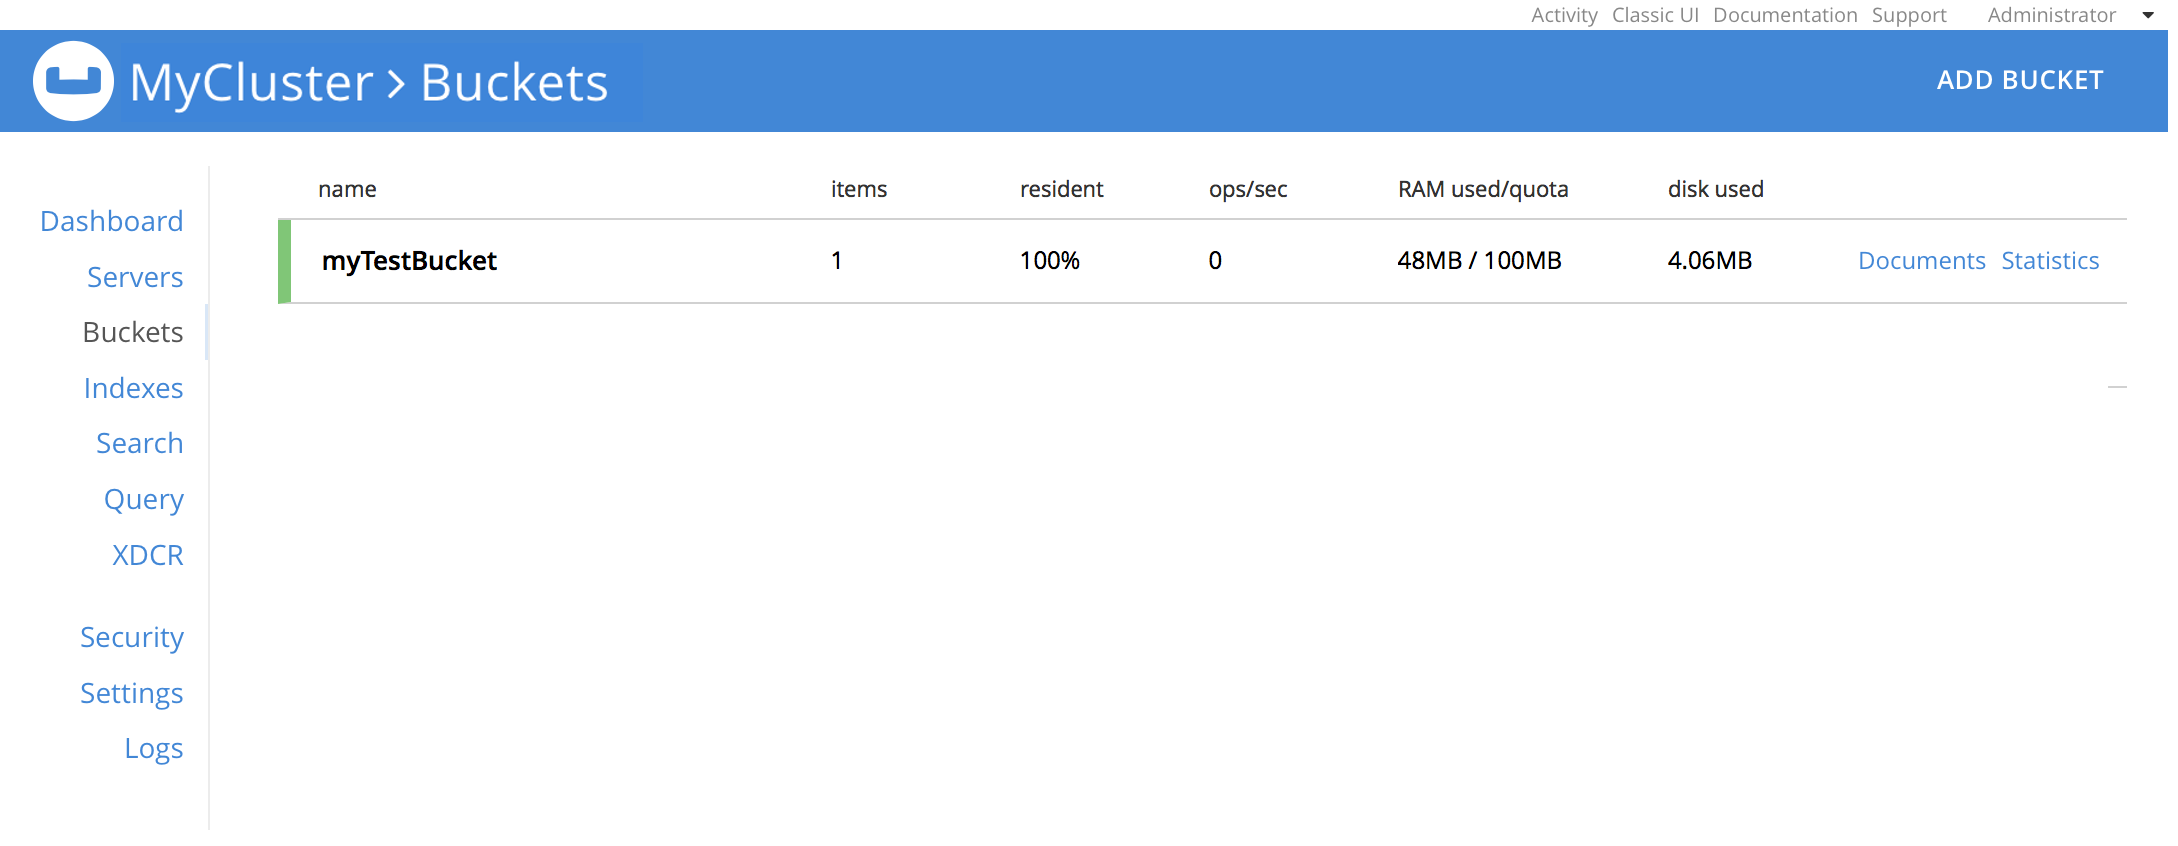 Activity Classic UI Documentation Support Administrator
MyCluster > Buckets
ADD BUCKET
name items resident ops/sec RAM used/quota disk used
myTestBucket 1 100% 0 48MB / 100MB 4.06MB Documents Statistics
Dashboard
Servers
Buckets
Indexes
Search
Query
XDCR
Security
Settings
Logs